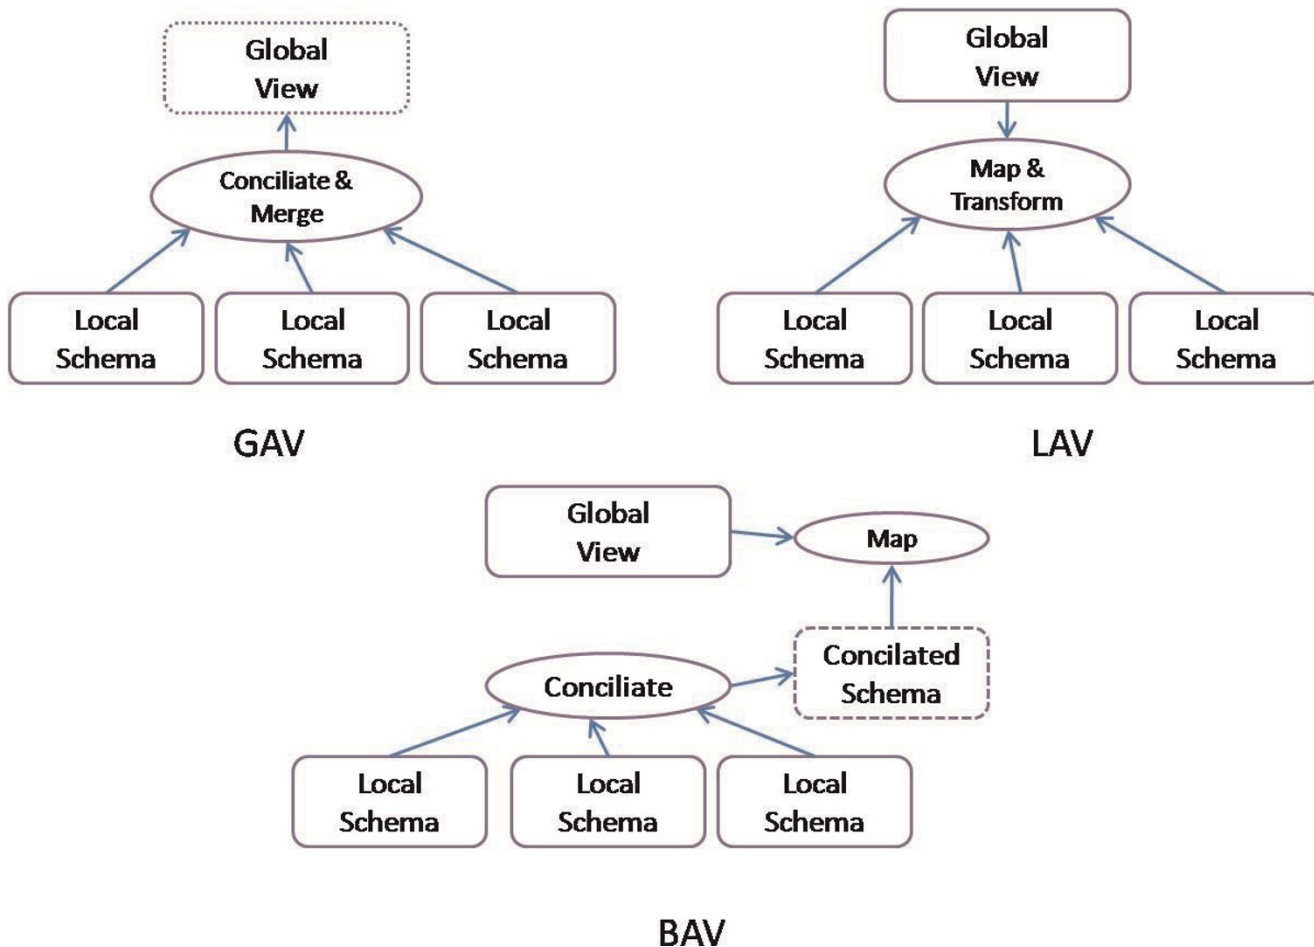 Global
View
Conciliate &
Merge
Local
Schema
Local
Schema
Local
Schema
GAV
Global
View
Map &
Transform
Local
Schema
Local
Schema
Local
Schema
LAV
Global
View
Map
Concilated
Schema
Conciliate
Local
Schema
Local
Schema
Local
Schema
BAV